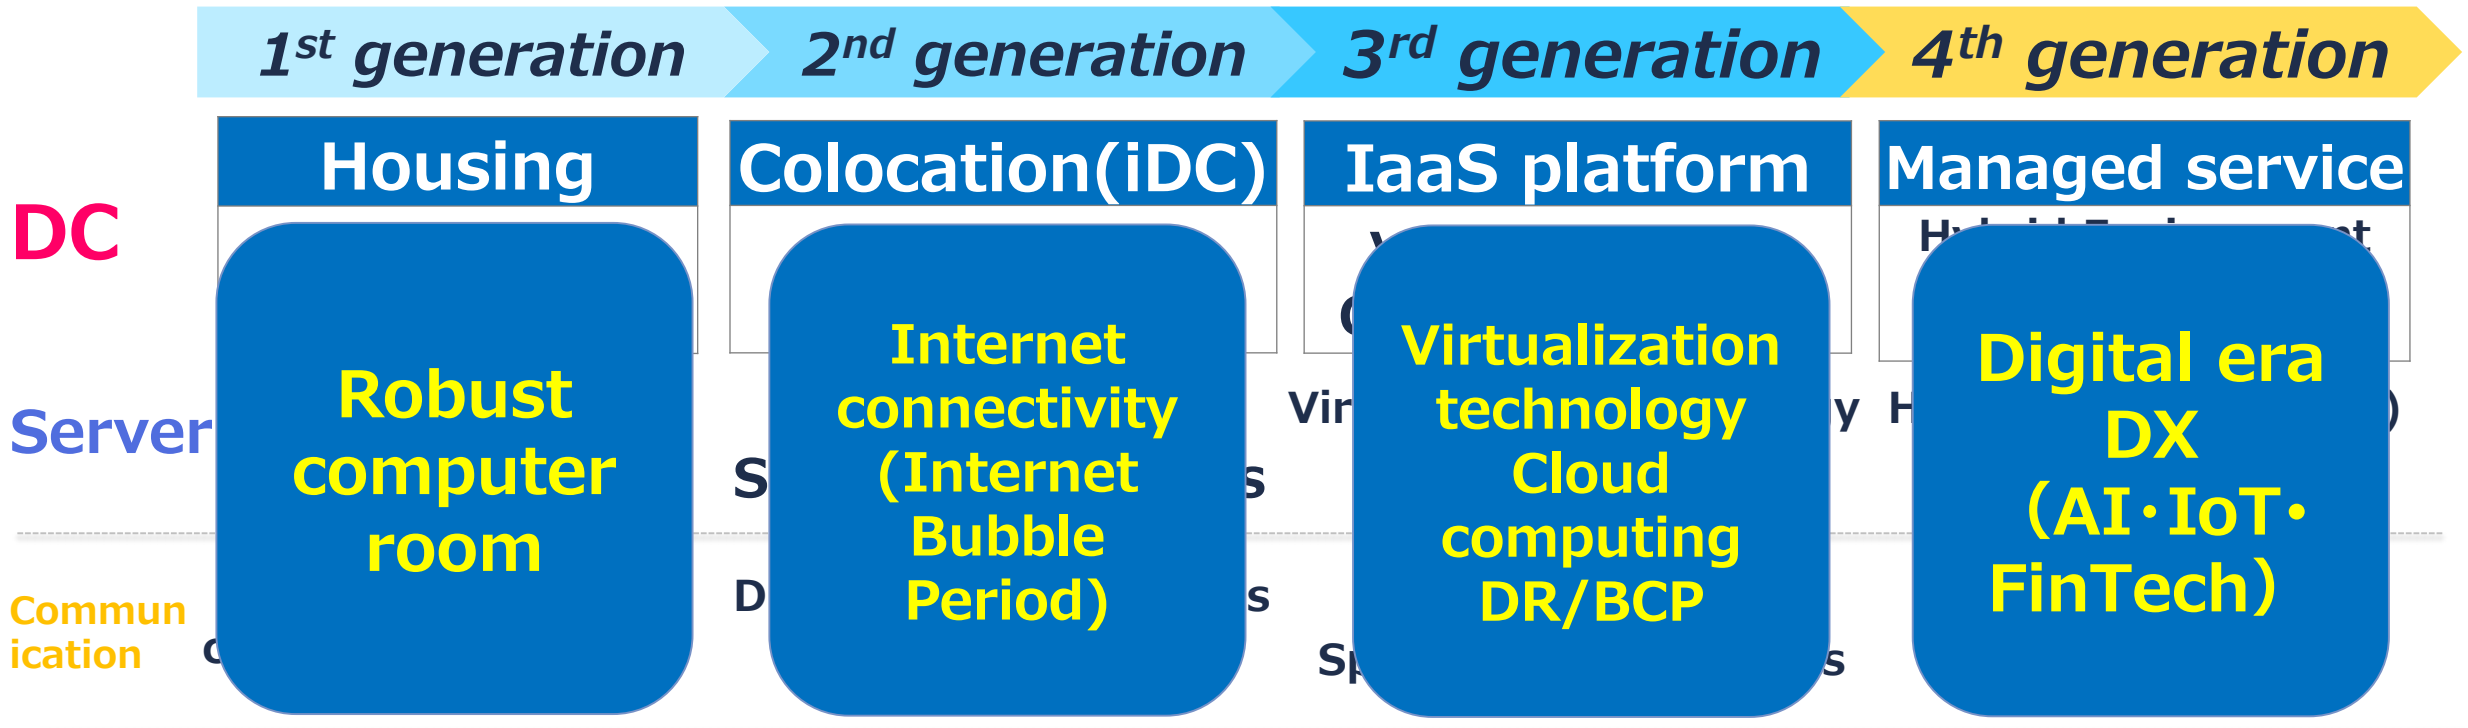 1st generation
2nd generation
3rd generation
4th generation
Housing
Colocation(iDC)
IaaS platform
Managed service
DC
Server
Commun
ication
Robust
computer
room
Internet
connectivity
(Internet
Bubble
Period)
Virtualization
technology
Cloud
computing
DR/BCP
Digital era
DX
(AI・IoT・
FinTech)